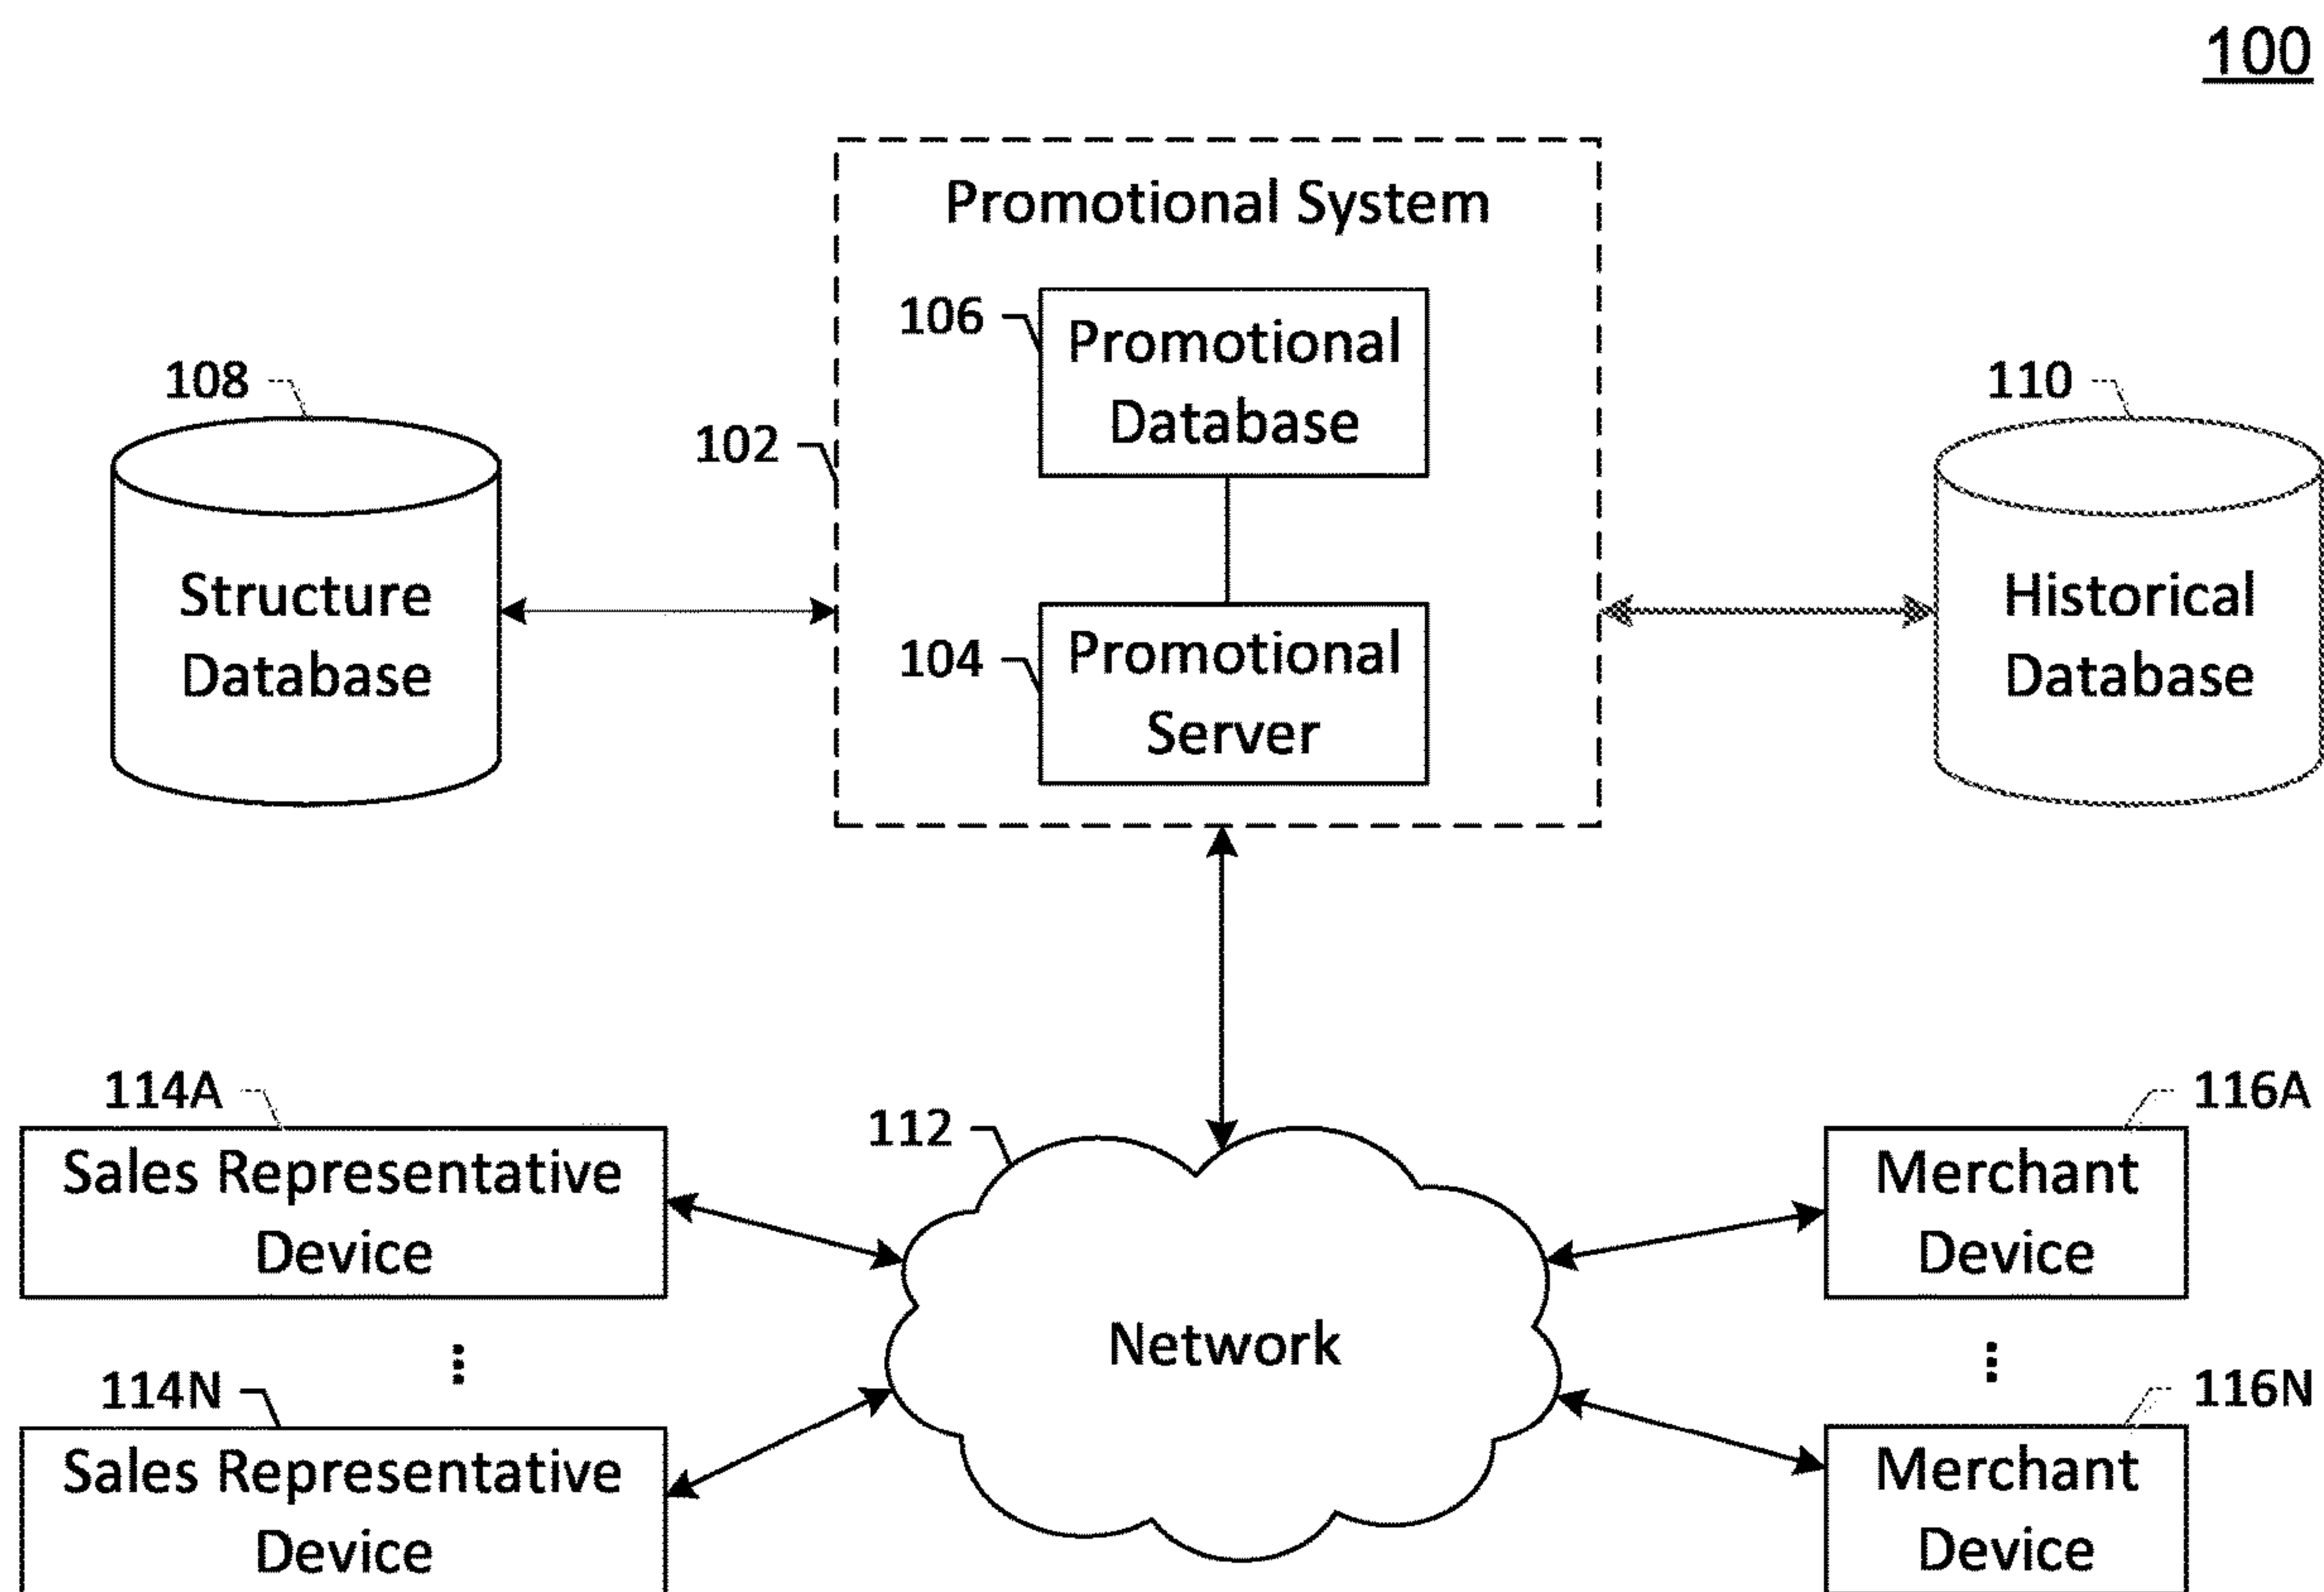 100
Promotional System
106
Promotional
Database
108
110
102
Structure
Database
Historical
Database
104
Promotional
Server
114A
116A
112
Sales Representative
Device
Merchant
Device
Network
⋮
⋮
114N
116N
Sales Representative
Device
Merchant
Device